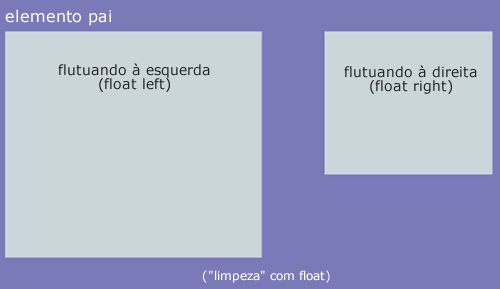 elemento pai
flutuando à esquerda
(float left)
flutuando à direita
(float right)
("limpeza" com float)